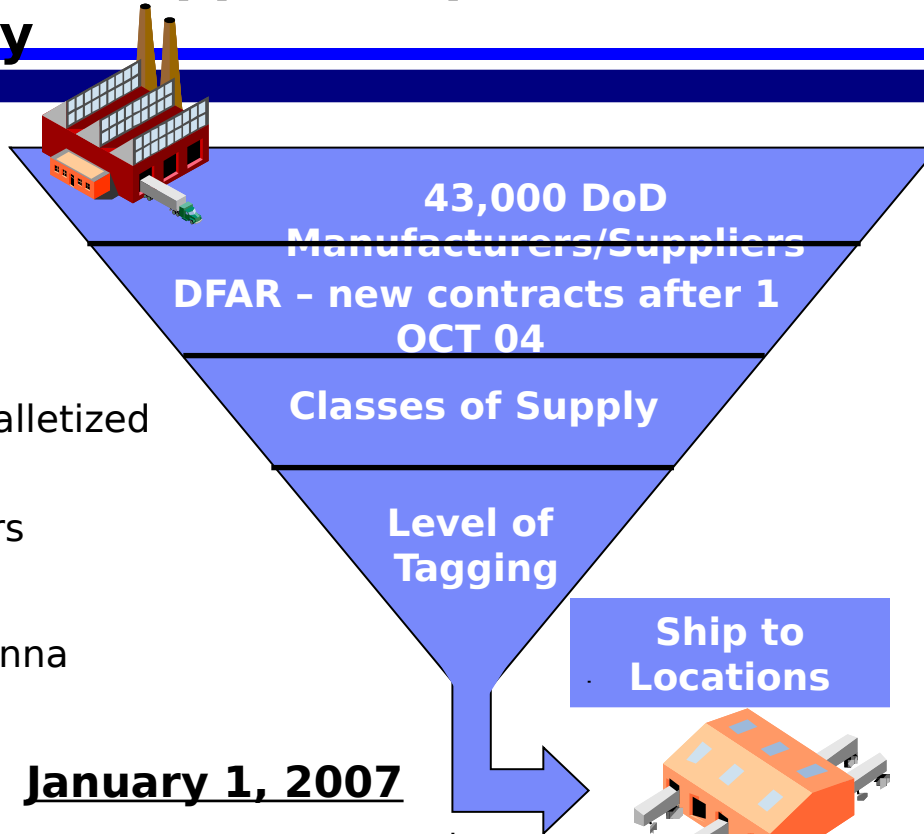 y
43,000 DoD
Manufacturers/Suppliers
DFAR – new contracts after 1
OCT 04
Classes of Supply
alletized
Level of
Tagging
rs
Ship to
Locations
nna
January 1, 2007